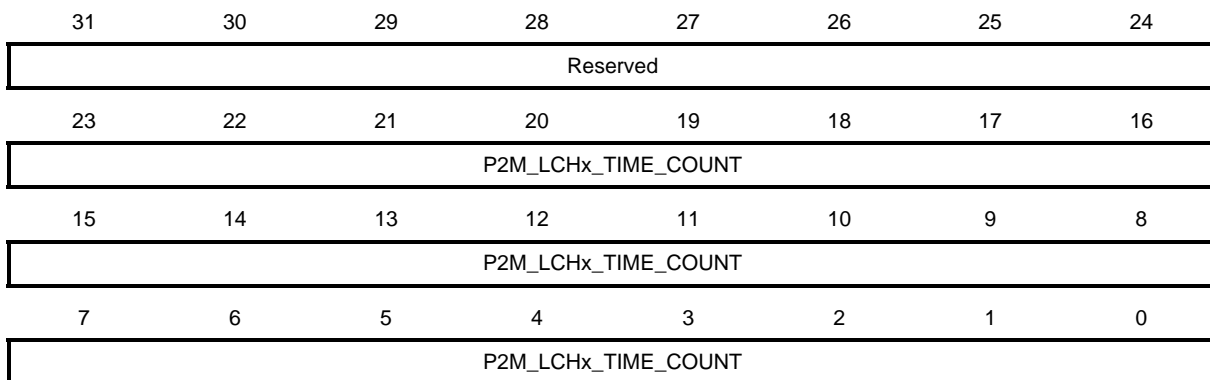 31 30 29 28 27 26 25 24
Reserved
23 22 21 20 19 18 17 16
P2M_LCHx_TIME_COUNT
15 14 13 12 11 10 9 8
P2M_LCHx_TIME_COUNT
7 6 5 4 3 2 1 0
P2M_LCHx_TIME_COUNT